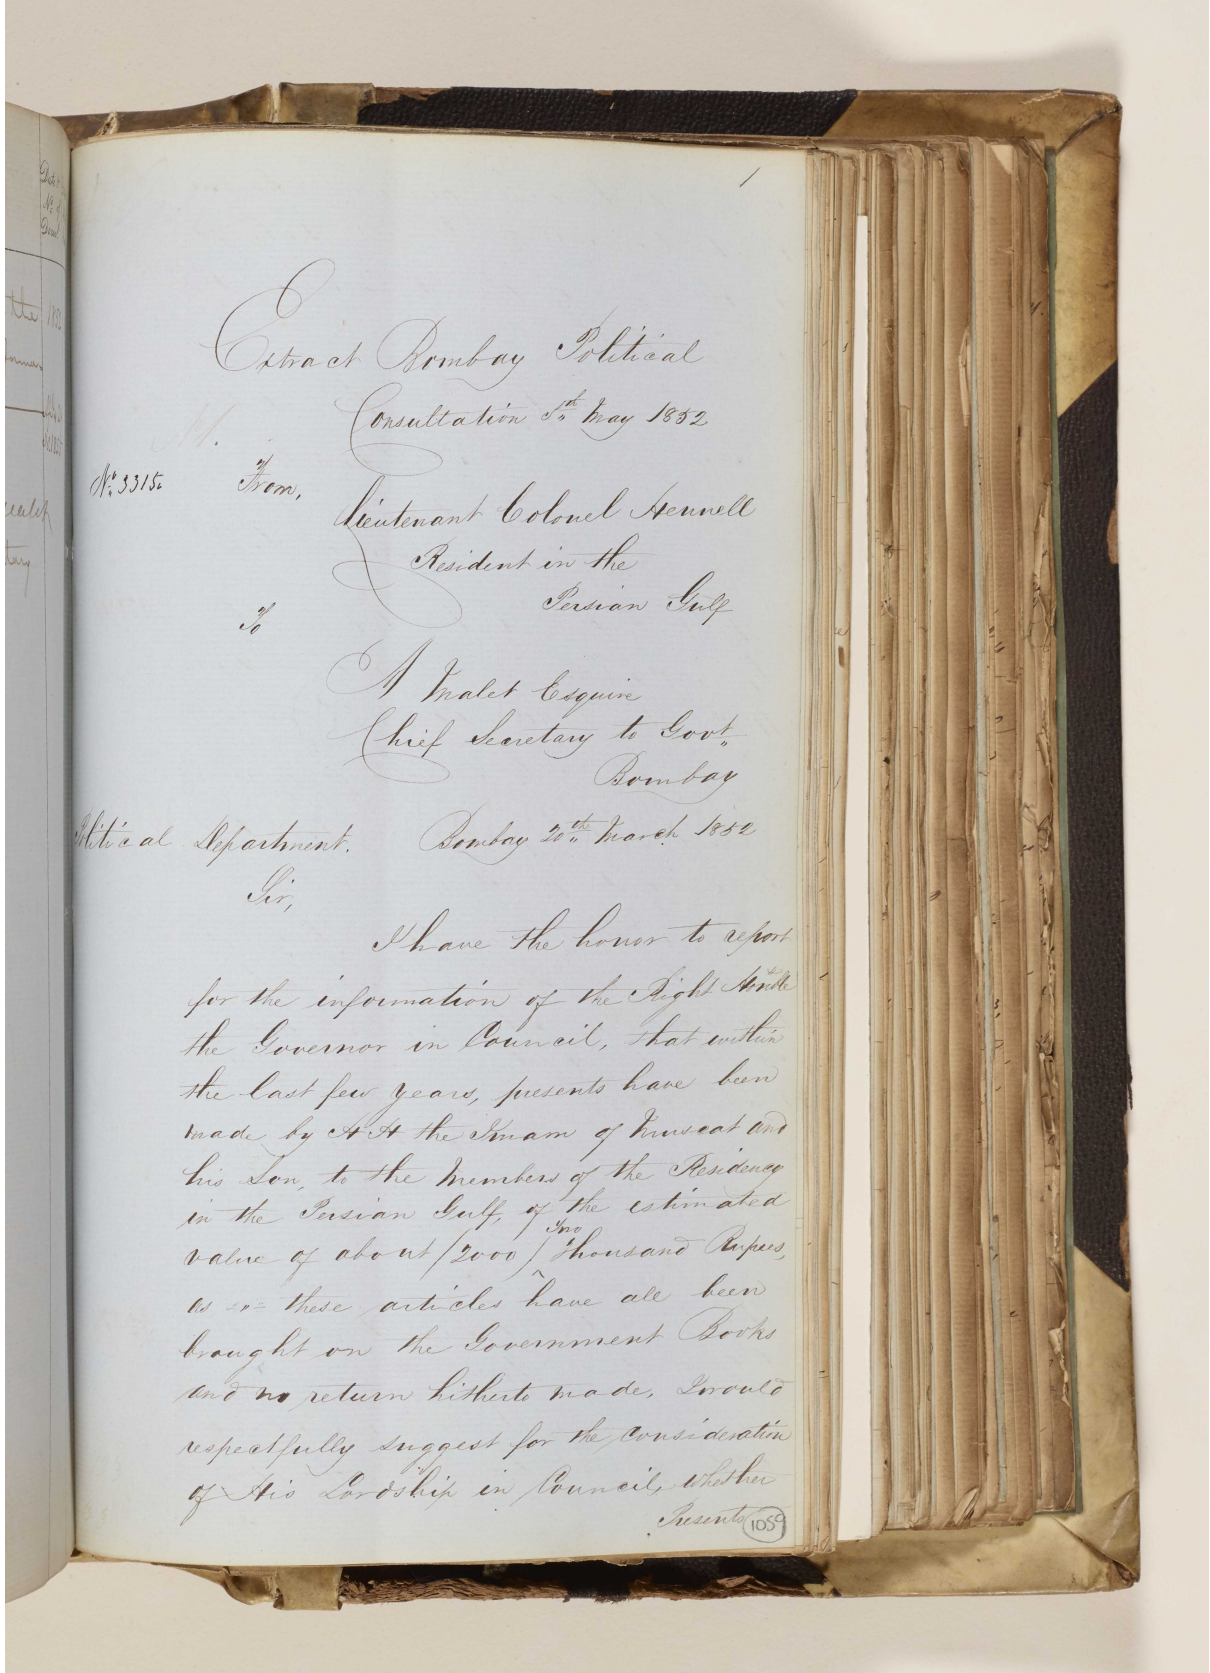 1
Extract Bombay Political
Consultation 5th May 1852
No. 3315.
From,
Lieutenant Colonel Hennell
Resident in the
Persian Gulf
To
A Malet Esquire
Chief Secretary to Govt.
Bombay
Political Department. Bombay 20th March 1852
Sir,
I have the honor to report
for the information of the Right Honble
the Governor in Council, that within
the last few years, presents have been
made by H H the Imam of Muscat and
his Son, to the Members of the Residency
in the Persian Gulf, of the estimated
value of about (2000) Two Thousand Rupees,
as these articles have all been
brought on the Government Books
and no return hitherto made. I would
respectfully suggest for the consideration
of His Lordship in Council, whether
Presents
1059